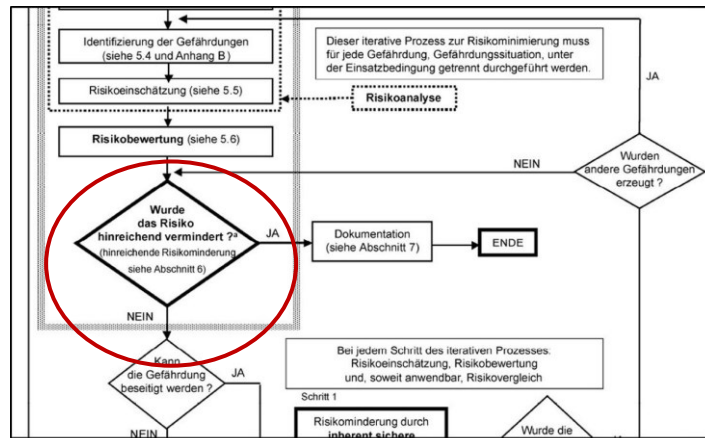 Identifizierung der Gefährdungen
(siehe 5.4 und Anhang B)
Dieser iterative Prozess zur Risikominimierung muss
für jede Gefährdung, Gefährdungssituation, unter
der Einsatzbedingung getrennt durchgeführt werden.
JA
Risikoeinschätzung (siehe 5.5)
Risikoanalyse
Risikobewertung (siehe 5.6)
NEIN
Wurden
andere Gefährdungen
erzeugt ?
Wurde
das Risiko
hinreichend vermindert ?ª
(hinreichende Risikominderung
siehe Abschnitt 6)
JA
Dokumentation
(siehe Abschnitt 7)
ENDE
NEIN
Kann
die Gefährdung
beseitigt werden ?
JA
Bei jedem Schritt des iterativen Prozesses:
Risikoeinschätzung, Risikobewertung
und, soweit anwendbar, Risikovergleich
Schritt 1
Risikominderung durch
inherent sichere
Wurde die
NEIN